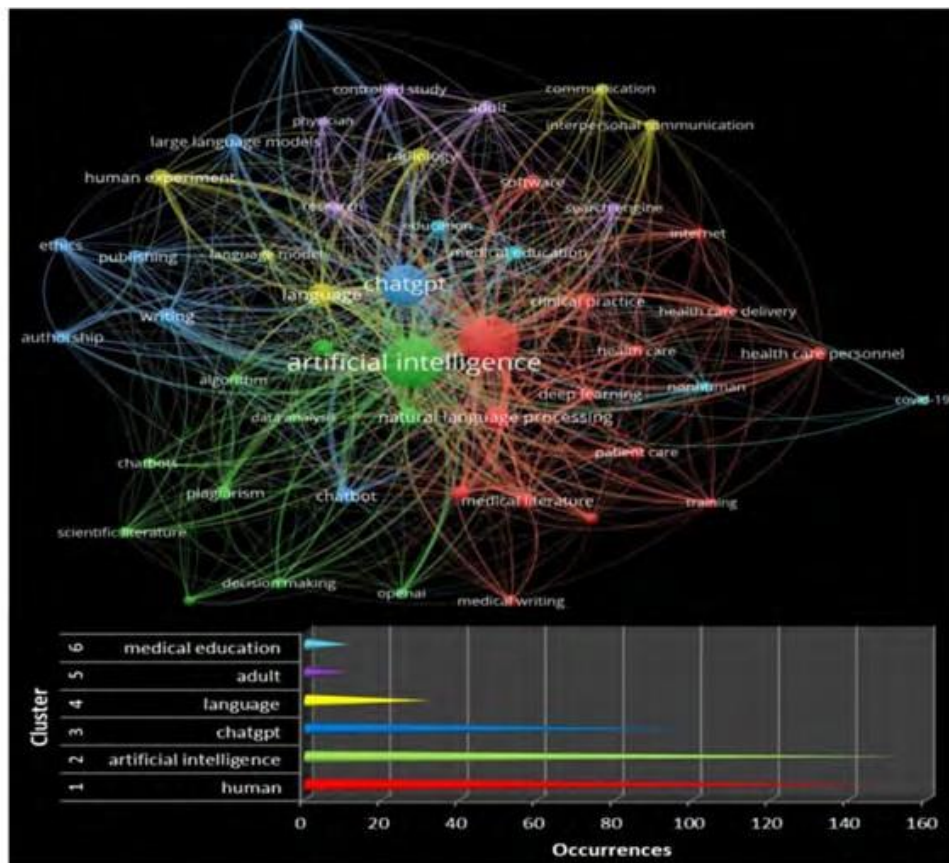 ai
controlled study
communication
adult
physician
interpersonal communication
large language models
radiology
human experiment
software
research
search engine
education
internet
ethics
publishing
language model
medical education
chatgpt
language
clinical practice
health care delivery
writing
authorship
artificial intelligence
health care
health care personnel
algorithm
nonhuman
deep learning
covid-19
data analysis
natural language processing
patient care
chatbots
plagiarism
chatbot
medical literature
training
scientific literature
decision making
openai
medical writing
Cluster
6 medical education
5 adult
4 language
3 chatgpt
2 artificial intelligence
1 human
0 20 40 60 80 100 120 140 160
Occurrences